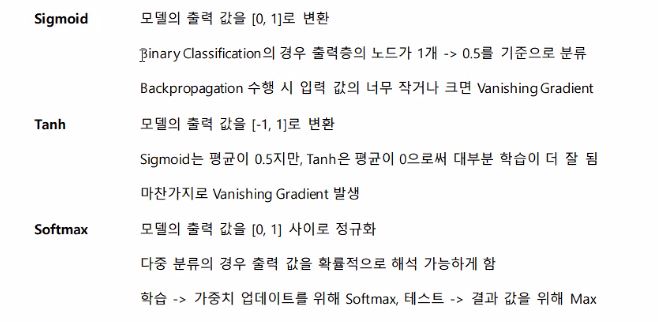 Sigmoid 모델의 출력 값을 [0, 1]로 변환
Binary Classification의 경우 출력층의 노드가 1개 -> 0.5를 기준으로 분류
Backpropagation 수행 시 입력 값의 너무 작거나 크면 Vanishing Gradient
Tanh 모델의 출력 값을 [-1, 1]로 변환
Sigmoid는 평균이 0.5지만, Tanh은 평균이 0으로써 대부분 학습이 더 잘 됨
마찬가지로 Vanishing Gradient 발생
Softmax 모델의 출력 값을 [0, 1] 사이로 정규화
다중 분류의 경우 출력 값을 확률적으로 해석 가능하게 함
학습 -> 가중치 업데이트를 위해 Softmax, 테스트 -> 결과 값을 위해 Max